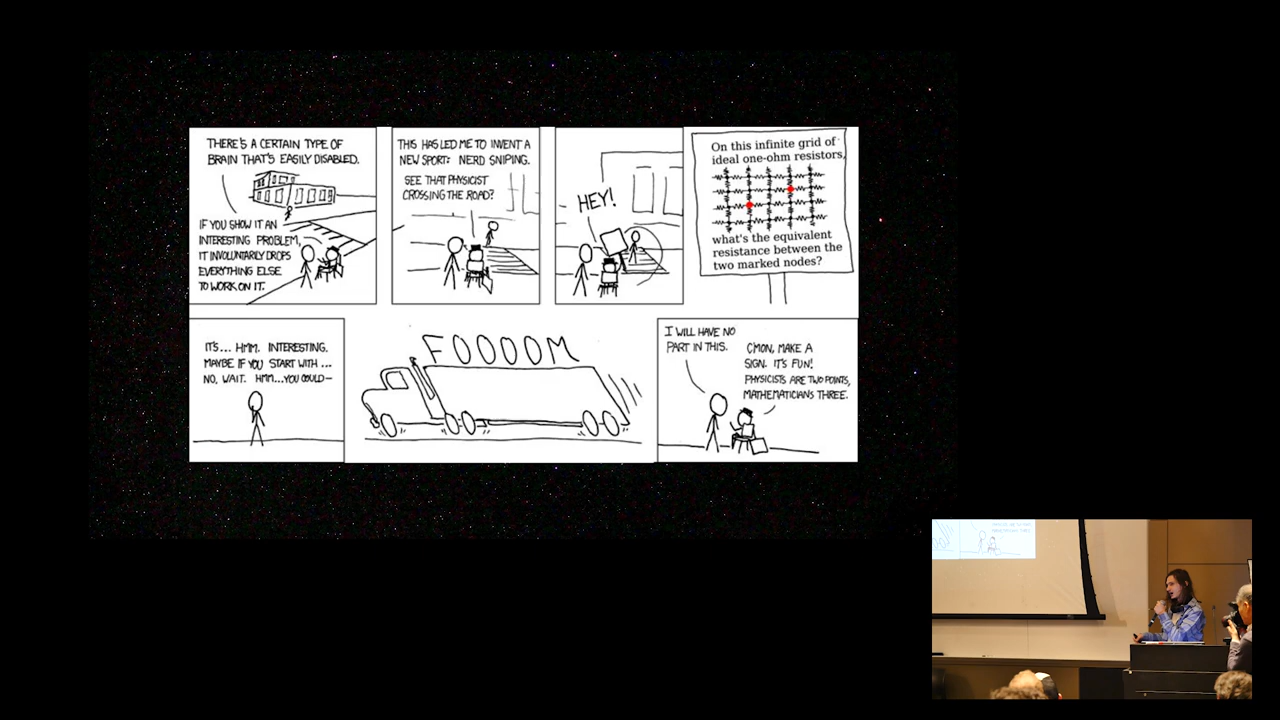 THERE'S A CERTAIN TYPE OF
BRAIN THAT'S EASILY DISABLED.
IF YOU SHOW IT AN
INTERESTING PROBLEM,
IT INVOLUNTARILY DROPS
EVERYTHING ELSE
TO WORK ON IT.
THIS HAS LED ME TO INVENT A
NEW SPORT: NERD SNIPING.
SEE THAT PHYSICIST
CROSSING THE ROAD?
HEY!
On this infinite grid of
ideal one-ohm resistors,
what's the equivalent
resistance between the
two marked nodes?
IT'S... HMM. INTERESTING.
MAYBE IF YOU START WITH ...
NO, WAIT. HMM...YOU COULD—
FOOOOM
I WILL HAVE NO
PART IN THIS.
C'MON, MAKE A
SIGN. IT'S FUN!
PHYSICISTS ARE TWO POINTS,
MATHEMATICIANS THREE.